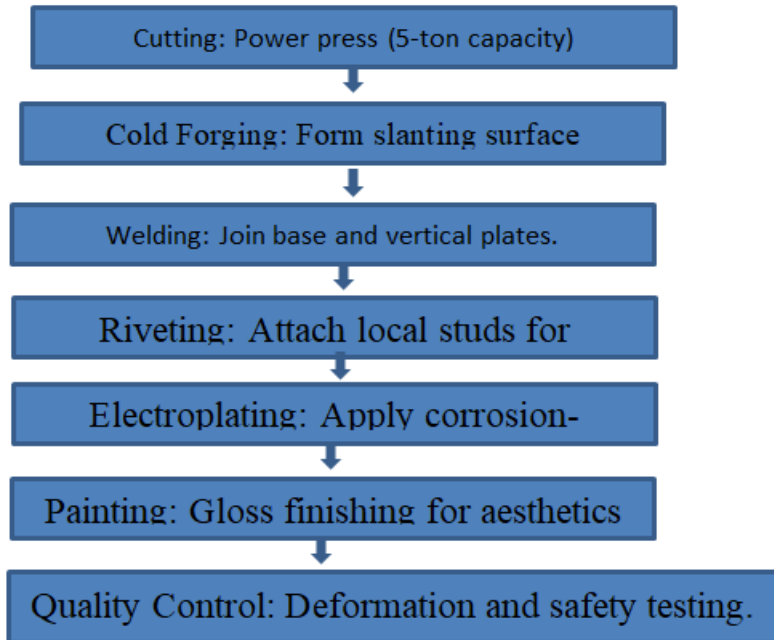 Cutting: Power press (5-ton capacity)
Cold Forging: Form slanting surface
Welding: Join base and vertical plates.
Riveting: Attach local studs for
Electroplating: Apply corrosion-
Painting: Gloss finishing for aesthetics
Quality Control: Deformation and safety testing.